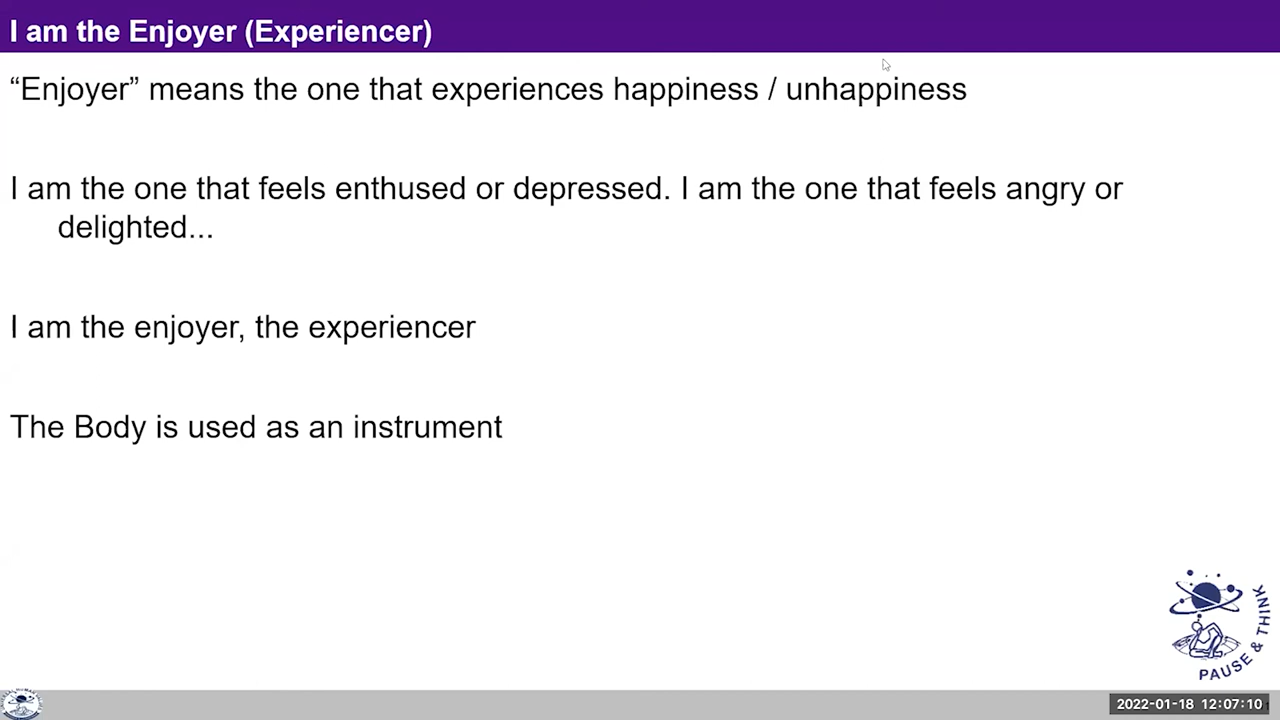 I am the Enjoyer (Experiencer)
“Enjoyer” means the one that experiences happiness / unhappiness
I am the one that feels enthused or depressed. I am the one that feels angry or
delighted...
I am the enjoyer, the experiencer
The Body is used as an instrument
PAUSE & THINK
2022-01-18 12:07:10